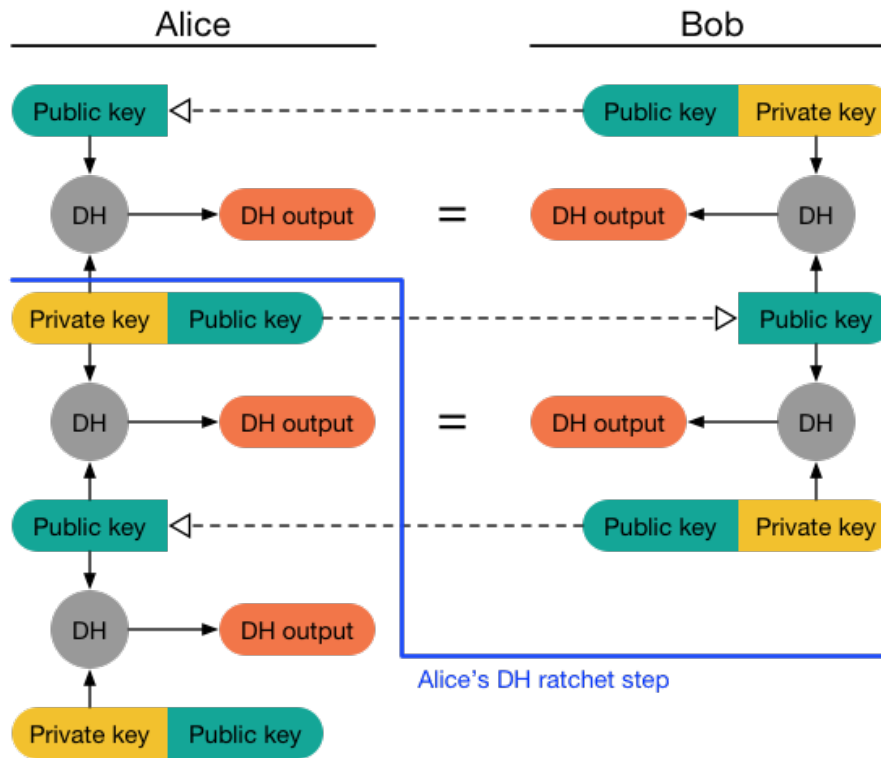 Alice Bob
Public key Public key Private key
DH DH output = DH output DH
Private key Public key Public key
DH DH output = DH output DH
Public key Public key Private key
DH DH output
Alice's DH ratchet step
Private key Public key